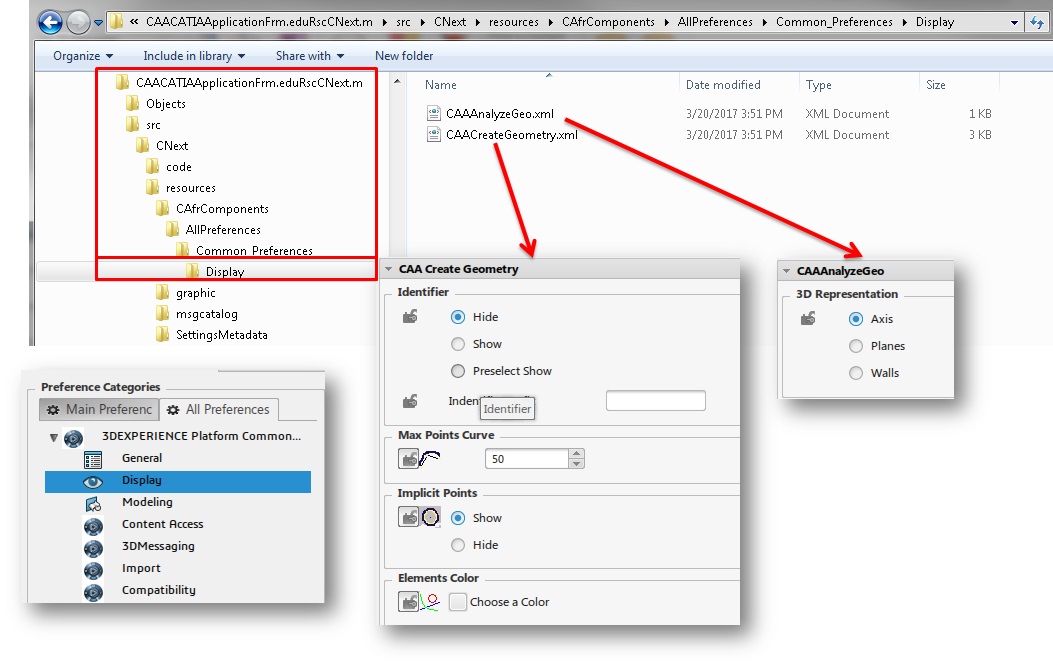 « CAACATIAApplicationFrm.eduRscCNext.m ▸ src ▸ CNext ▸ resources ▸ CAfrComponents ▸ AllPreferences ▸ Common_Preferences ▸ Display
Organize Include in library Share with New folder
CAACATIAApplicationFrm.eduRscCNext.m
Objects
src
CNext
code
resources
CAfrComponents
AllPreferences
Common_Preferences
Display
graphic
msgcatalog
SettingsMetadata
Name Date modified Type Size
CAAAnalyzeGeo.xml 3/20/2017 3:51 PM XML Document 1 KB
CAACreateGeometry.xml 3/20/2017 3:51 PM XML Document 3 KB
CAA Create Geometry
Identifier
Hide
Show
Preselect Show
Identifier
Max Points Curve
50
Implicit Points
Show
Hide
Elements Color
Choose a Color
CAAAnalyzeGeo
3D Representation
Axis
Planes
Walls
Preference Categories
Main Preferenc All Preferences
3DEXPERIENCE Platform Common...
General
Display
Modeling
Content Access
3DMessaging
Import
Compatibility